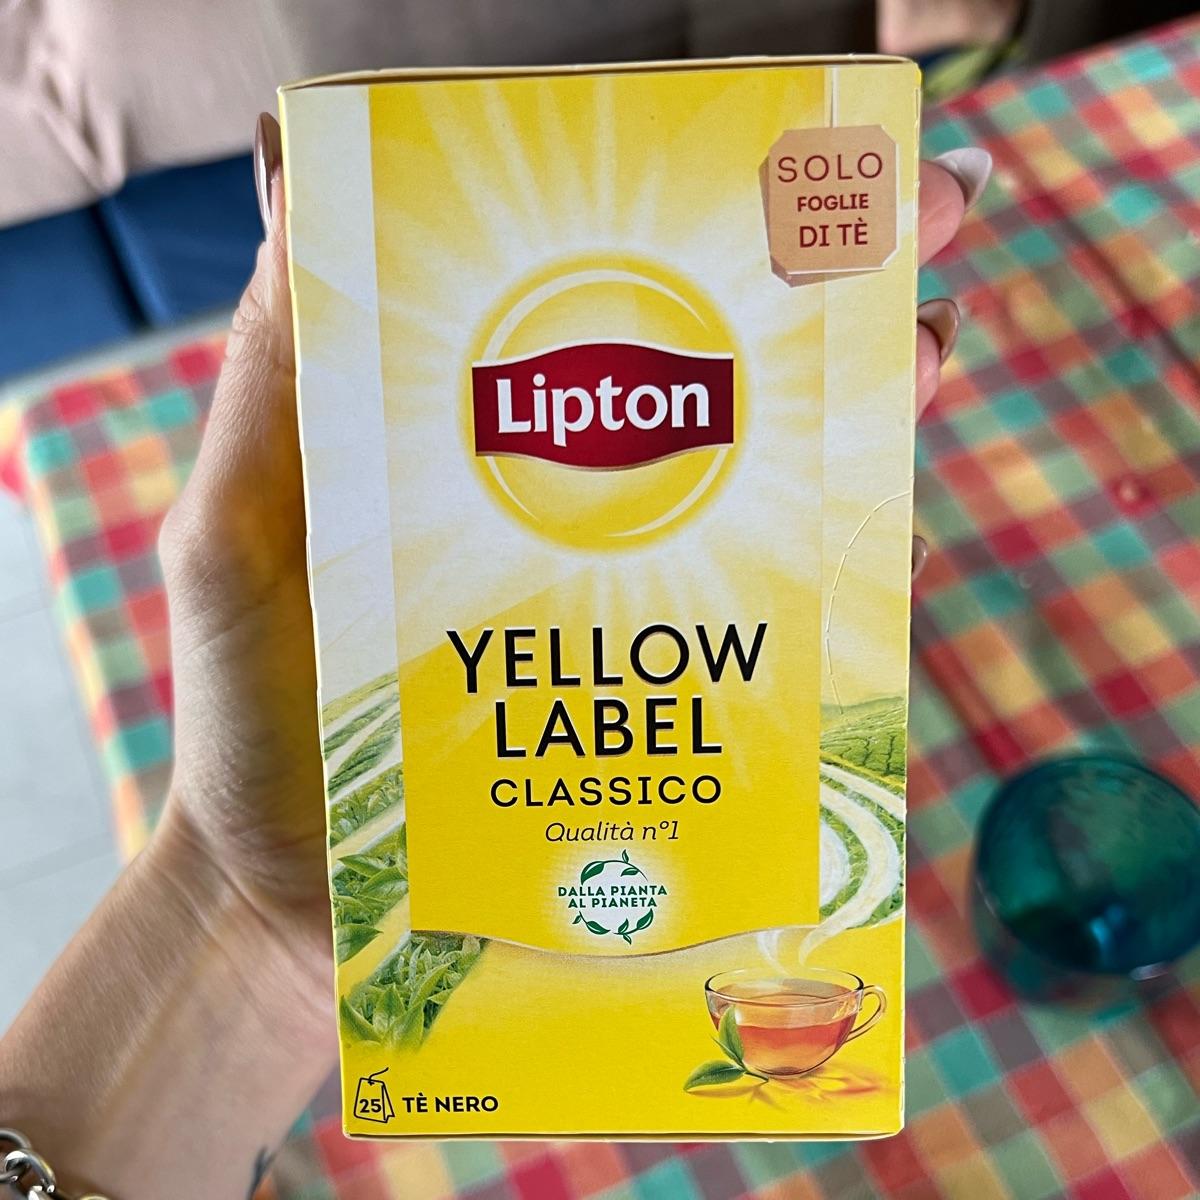 SOLO
FOGLIE
DI TÈ
Lipton
YELLOW
LABEL
CLASSICO
Qualità n°1
DALLA PIANTA
AL PIANETA
25 TÈ NERO